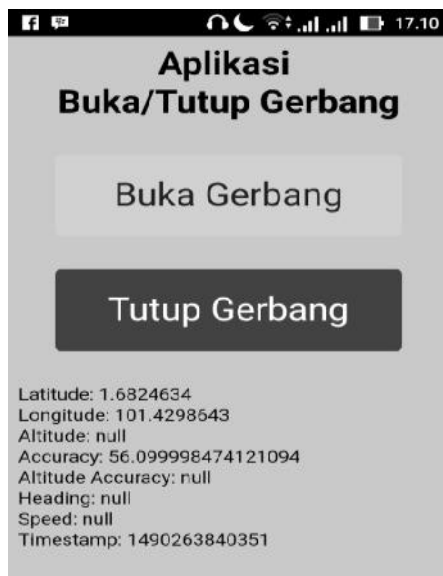 17.10
Aplikasi
Buka/Tutup Gerbang
Buka Gerbang
Tutup Gerbang
Latitude: 1.6824634
Longitude: 101.4298643
Altitude: null
Accuracy: 56.099998474121094
Altitude Accuracy: null
Heading: null
Speed: null
Timestamp: 1490263840351